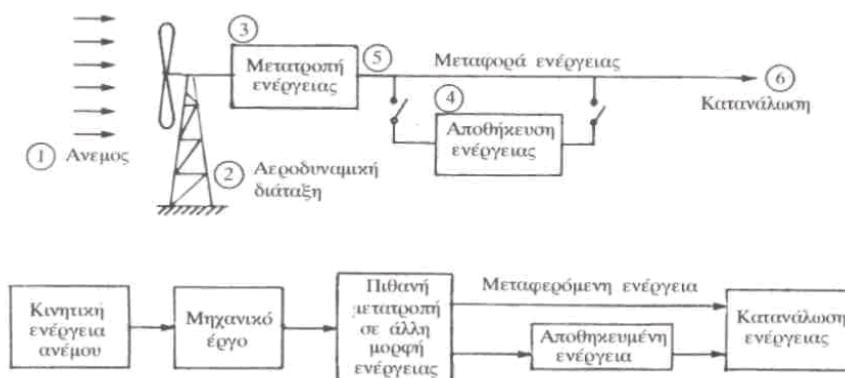 ③
Μετατροπή
ενέργειας
⑤
Μεταφορά ενέργειας
⑥
Κατανάλωση
④
Αποθήκευση
ενέργειας
① Ανεμος
② Αεροδυναμική
διάταξη
Κινητική
ενέργεια
ανέμου
Μηχανικό
έργο
Πιθανή
μετατροπή
σε άλλη
μορφή
ενέργειας
Μεταφερόμενη ενέργεια
Αποθηκευμένη
ενέργεια
Κατανάλωση
ενέργειας